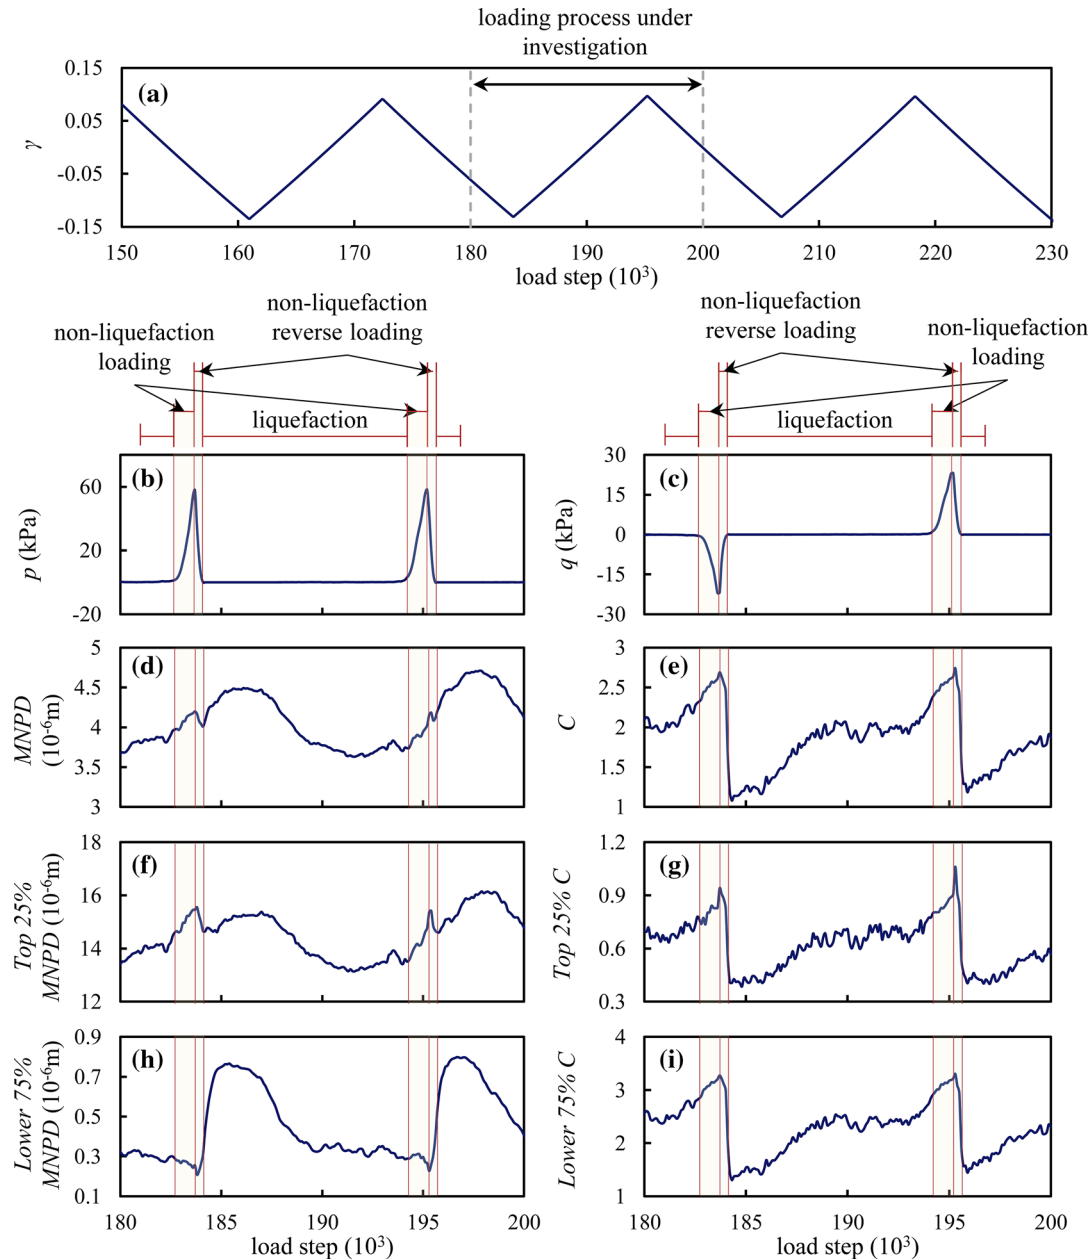 loading process under
investigation
0.15
(a)
0.05
γ
-0.05
-0.15
150 160 170 180 190 200 210 220 230
load step (10³)
non-liquefaction
reverse loading
non-liquefaction
loading
liquefaction
non-liquefaction
reverse loading
non-liquefaction
loading
liquefaction
(b)
60
20
-20
p (kPa)
(c)
30
15
0
-15
-30
q (kPa)
(d)
5
4.5
4
3.5
3
MNPD
(10⁻⁶m)
(e)
3
2.5
2
1.5
1
C
(f)
18
16
14
12
Top 25%
MNPD (10⁻⁶m)
(g)
1.2
0.9
0.6
0.3
Top 25% C
(h)
0.9
0.7
0.5
0.3
0.1
Lower 75%
MNPD (10⁻⁶m)
180 185 190 195 200
load step (10³)
(i)
4
3
2
1
Lower 75% C
180 185 190 195 200
load step (10³)